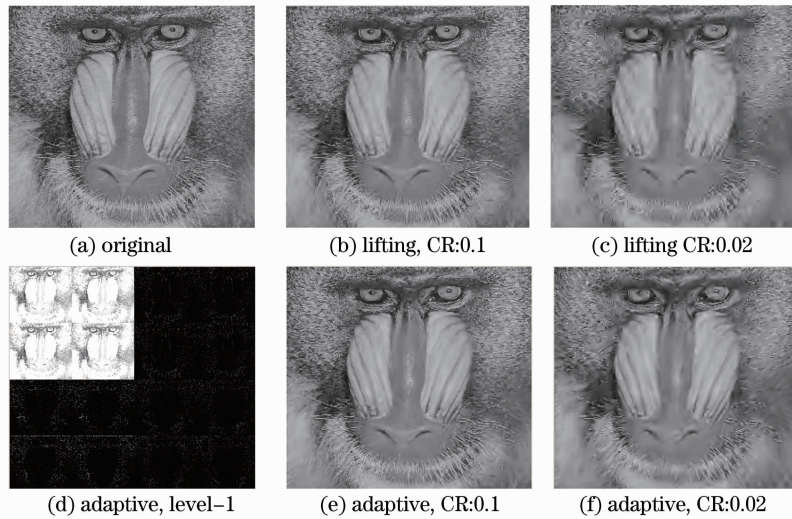 (a) original
(b) lifting, CR:0.1
(c) lifting CR:0.02
(d) adaptive, level-1
(e) adaptive, CR:0.1
(f) adaptive, CR:0.02